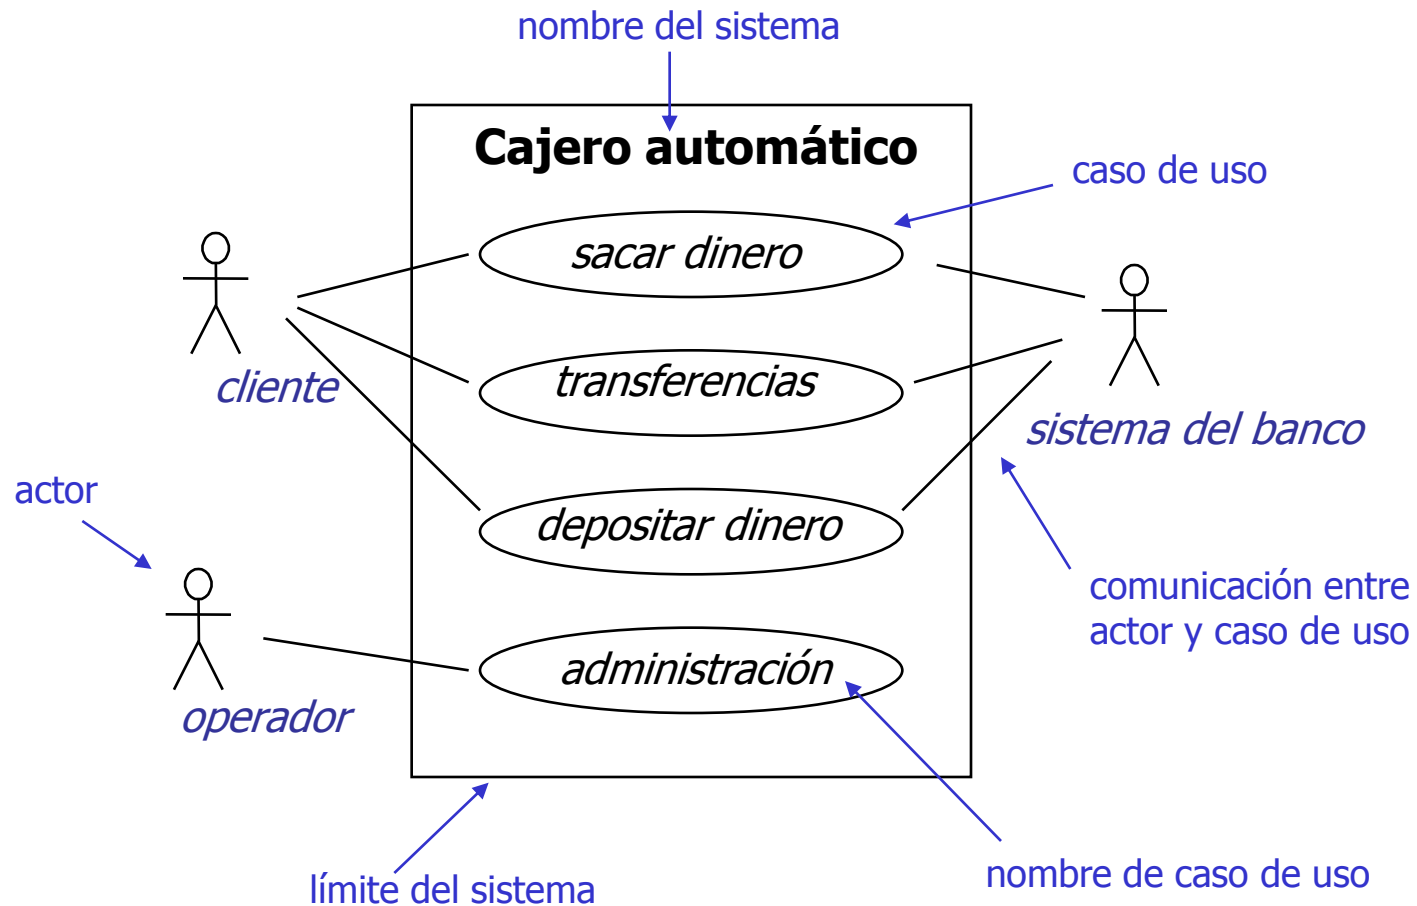 nombre del sistema
Cajero automático
caso de uso
sacar dinero
transferencias
cliente
sistema del banco
actor
depositar dinero
comunicación entre
actor y caso de uso
administración
operador
nombre de caso de uso
límite del sistema